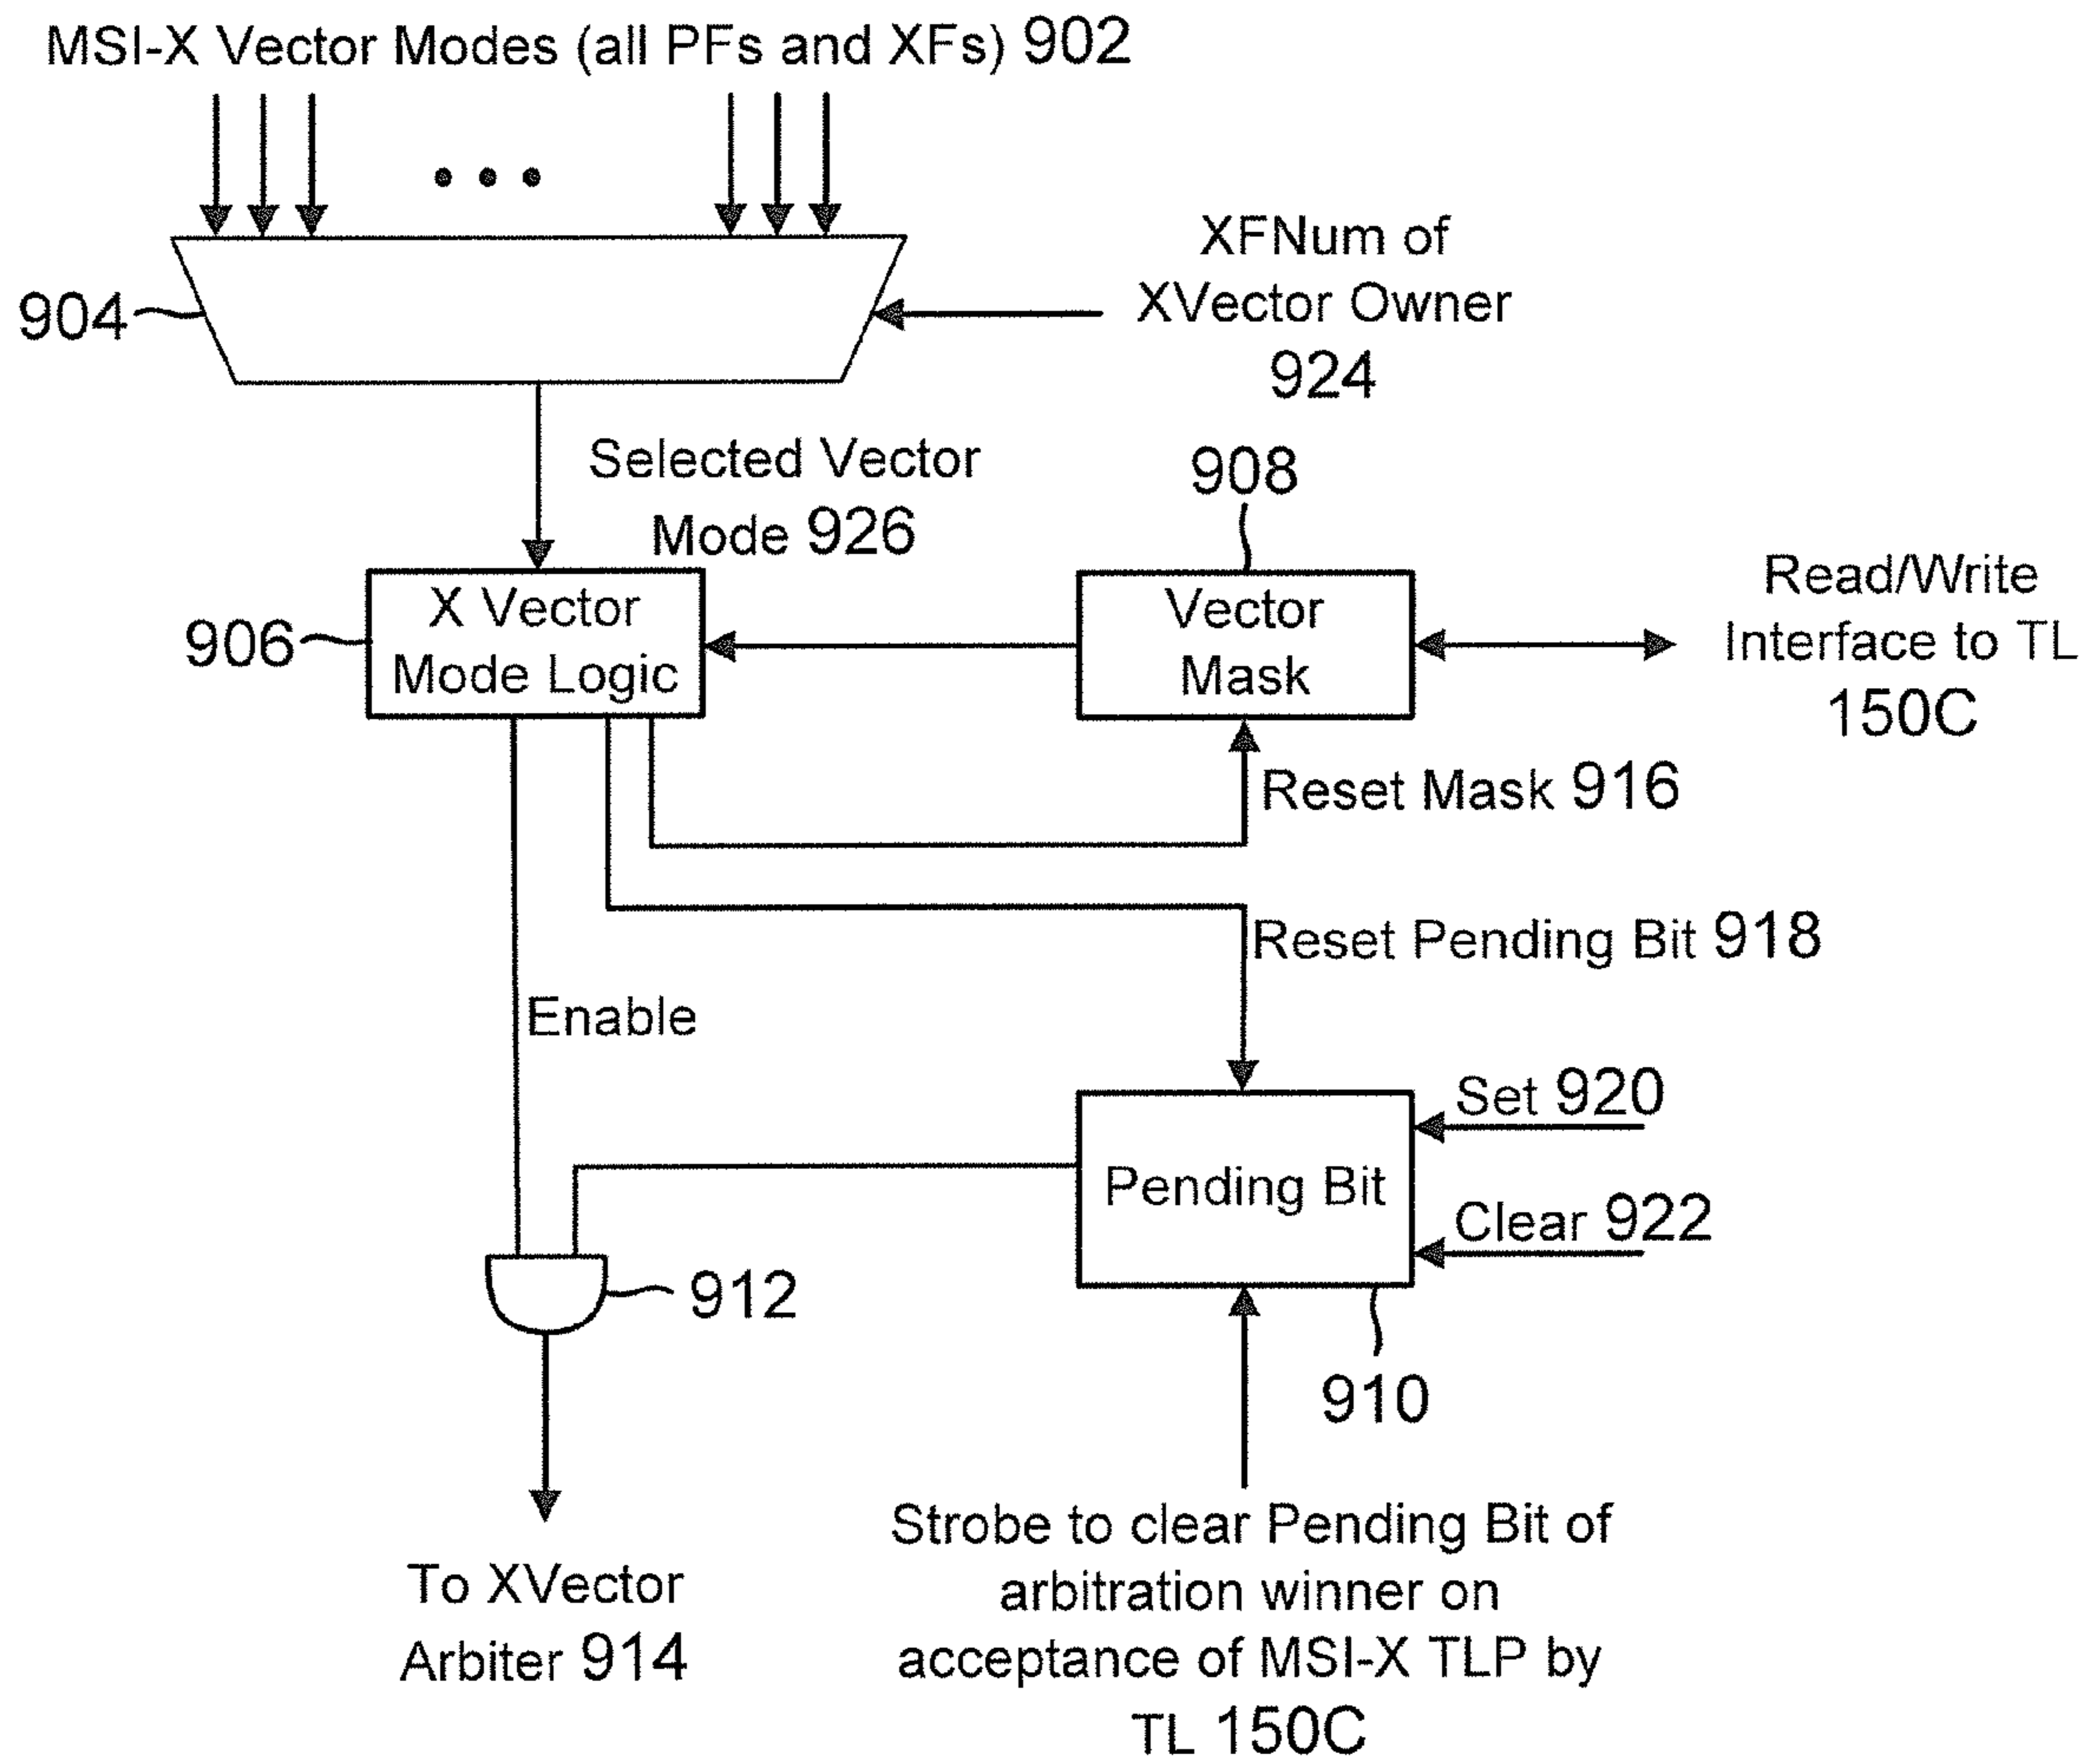 MSI-X Vector Modes (all PFs and XFs) 902
XFNum of
XVector Owner
924
904
Selected Vector
Mode 926
908
X Vector
Mode Logic
906
Vector
Mask
Read/Write
Interface to TL
150C
Reset Mask 916
Reset Pending Bit 918
Enable
Set 920
Pending Bit
Clear 922
912
910
To XVector
Arbiter 914
Strobe to clear Pending Bit of
arbitration winner on
acceptance of MSI-X TLP by
TL 150C